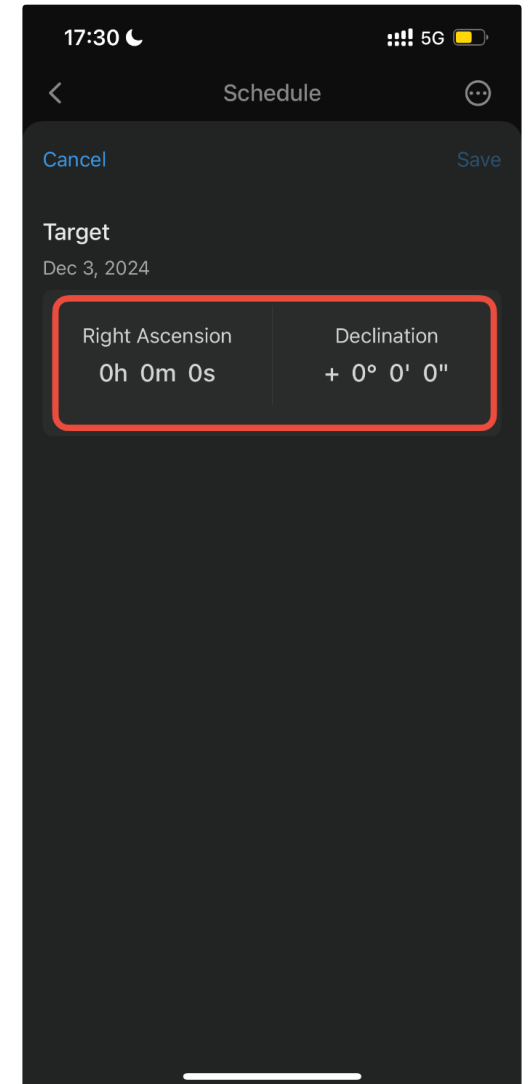 17:30 5G
Schedule
Cancel Save
Target
Dec 3, 2024
Right Ascension Declination
0h 0m 0s + 0° 0' 0"